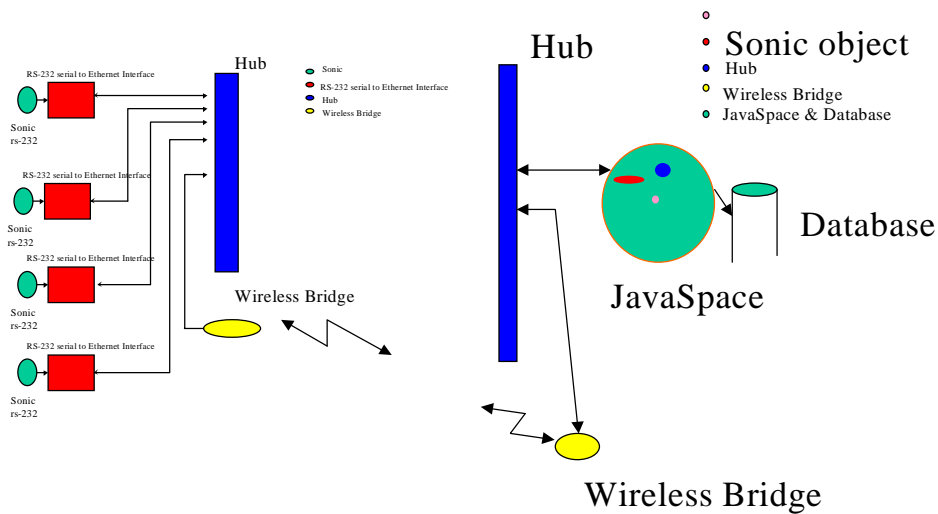 Hub
RS-232 serial to Ethernet Interface
Sonic
rs-232
RS-232 serial to Ethernet Interface
Sonic
rs-232
RS-232 serial to Ethernet Interface
Sonic
rs-232
RS-232 serial to Ethernet Interface
Sonic
rs-232
Wireless Bridge
Sonic
RS-232 serial to Ethernet Interface
Hub
Wireless Bridge
Hub
Sonic object
Hub
Wireless Bridge
JavaSpace & Database
Database
JavaSpace
Wireless Bridge